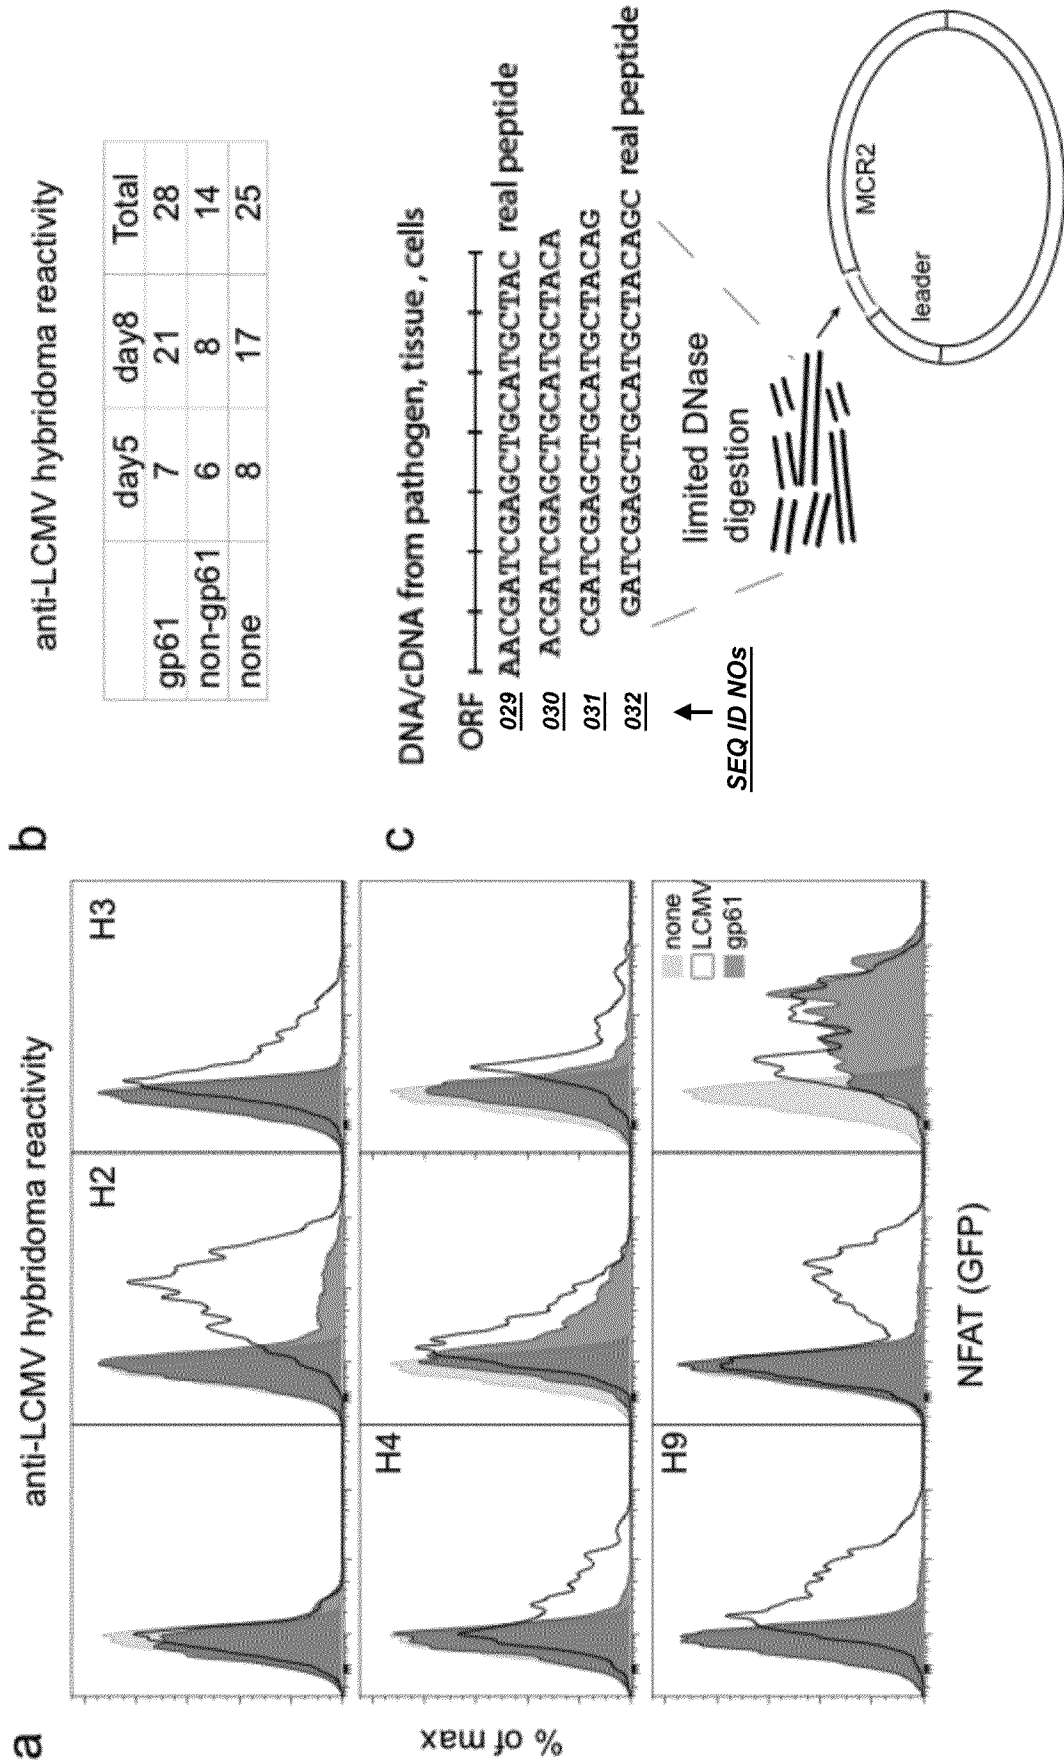 a
anti-LCMV hybridoma reactivity
H2
H3
H4
H9
none
LCMV
gp61
% of max
NFAT (GFP)
b
anti-LCMV hybridoma reactivity
day5 day8 Total
gp61 7 21 28
non-gp61 6 8 14
none 8 17 25
c
DNA/cDNA from pathogen, tissue , cells
ORF
029 AACGATCGAGCTGCATGCTAC real peptide
030 ACGATCGAGCTGCATGCTACA
031 CGATCGAGCTGCATGCTACAG
032 GATCGAGCTGCATGCTACAGC real peptide
SEQ ID NOs
limited DNase
digestion
leader
MCR2